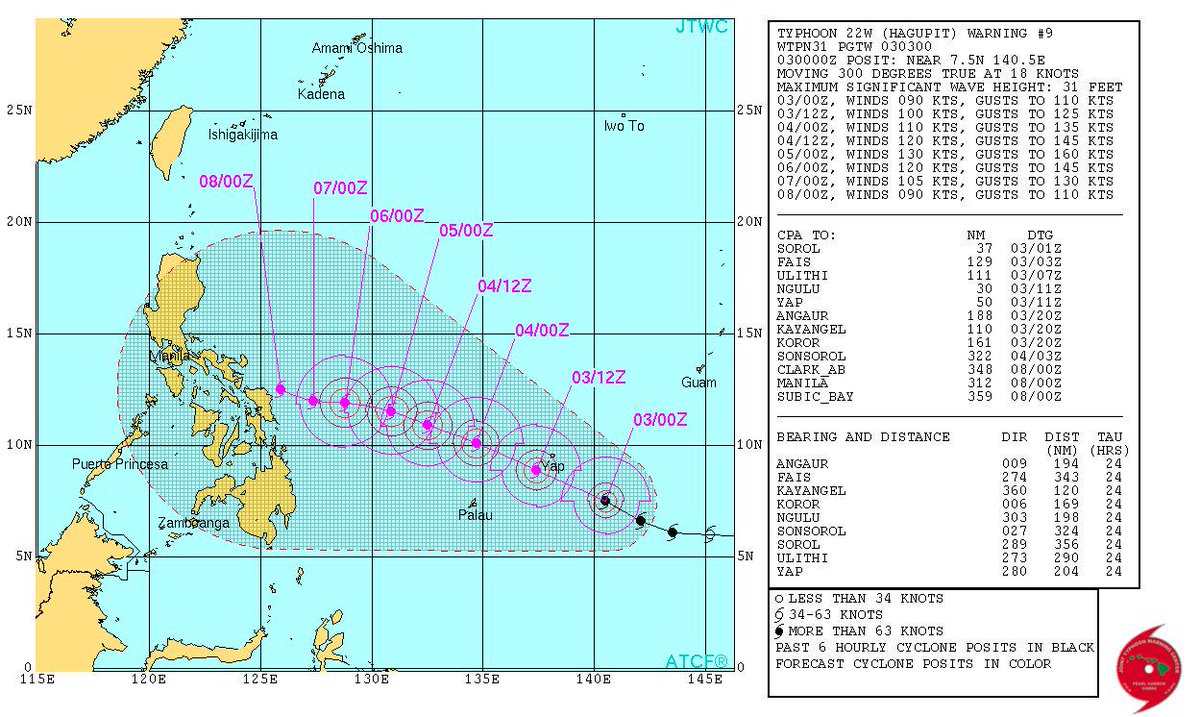 JTWC
Amami Oshima
Kadena
25N
25N
Ishigakijima
Iwo To
08/00Z
07/00Z
06/00Z
05/00Z
20N
20N
04/12Z
04/00Z
15N
15N
Manila
03/12Z
Guam
03/00Z
10N
10N
Puerto Princesa
Yap
Palau
Zamboanga
5N
5N
ATCF®
0
0
115E
120E
125E
130E
135E
140E
145E
TYPHOON 22W (HAGUPIT) WARNING #9
WTPN31 PGTW 030300
030000Z POSIT: NEAR 7.5N 140.5E
MOVING 300 DEGREES TRUE AT 18 KNOTS
MAXIMUM SIGNIFICANT WAVE HEIGHT: 31 FEET
03/00Z, WINDS 090 KTS, GUSTS TO 110 KTS
03/12Z, WINDS 100 KTS, GUSTS TO 125 KTS
04/00Z, WINDS 110 KTS, GUSTS TO 135 KTS
04/12Z, WINDS 120 KTS, GUSTS TO 145 KTS
05/00Z, WINDS 130 KTS, GUSTS TO 160 KTS
06/00Z, WINDS 120 KTS, GUSTS TO 145 KTS
07/00Z, WINDS 105 KTS, GUSTS TO 130 KTS
08/00Z, WINDS 090 KTS, GUSTS TO 110 KTS
CPA TO: NM DTG
SOROL 37 03/01Z
FAIS 129 03/03Z
ULITHI 111 03/07Z
NGULU 30 03/11Z
YAP 50 03/11Z
ANGAUR 188 03/20Z
KAYANGEL 110 03/20Z
KOROR 161 03/20Z
SONSOROL 322 04/03Z
CLARK_AB 348 08/00Z
MANILA 312 08/00Z
SUBIC_BAY 359 08/00Z
BEARING AND DISTANCE DIR DIST TAU
(NM) (HRS)
ANGAUR 009 194 24
FAIS 274 343 24
KAYANGEL 360 120 24
KOROR 006 169 24
NGULU 303 198 24
SONSOROL 027 324 24
SOROL 289 356 24
ULITHI 273 290 24
YAP 280 204 24
LESS THAN 34 KNOTS
34-63 KNOTS
MORE THAN 63 KNOTS
PAST 6 HOURLY CYCLONE POSITS IN BLACK
FORECAST CYCLONE POSITS IN COLOR
JOINT TYPHOON WARNING CENTER
PEARL HARBOR
HAWAII